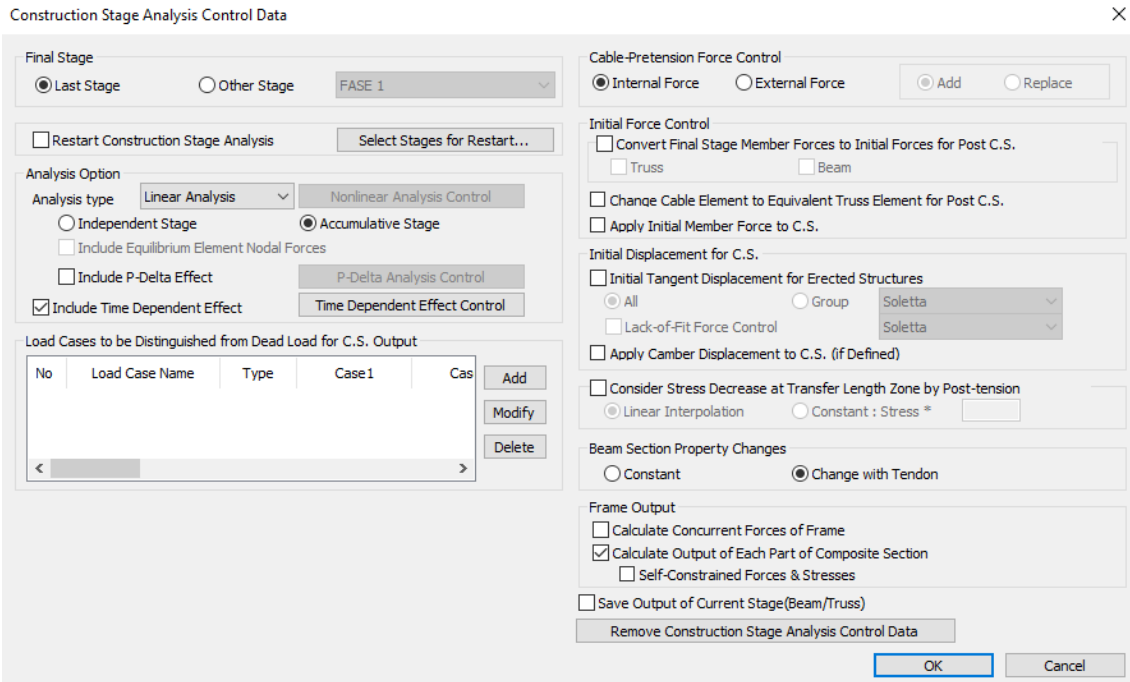 Construction Stage Analysis Control Data
Final Stage
Last Stage
Other Stage
FASE 1
Restart Construction Stage Analysis
Select Stages for Restart...
Analysis Option
Analysis type
Linear Analysis
Nonlinear Analysis Control
Independent Stage
Accumulative Stage
Include Equilibrium Element Nodal Forces
Include P-Delta Effect
P-Delta Analysis Control
Include Time Dependent Effect
Time Dependent Effect Control
Load Cases to be Distinguished from Dead Load for C.S. Output
No Load Case Name Type Case1 Cas
Add
Modify
Delete
Cable-Pretension Force Control
Internal Force
External Force
Add
Replace
Initial Force Control
Convert Final Stage Member Forces to Initial Forces for Post C.S.
Truss
Beam
Change Cable Element to Equivalent Truss Element for Post C.S.
Apply Initial Member Force to C.S.
Initial Displacement for C.S.
Initial Tangent Displacement for Erected Structures
All
Group
Soletta
Lack-of-Fit Force Control
Soletta
Apply Camber Displacement to C.S. (if Defined)
Consider Stress Decrease at Transfer Length Zone by Post-tension
Linear Interpolation
Constant : Stress *
Beam Section Property Changes
Constant
Change with Tendon
Frame Output
Calculate Concurrent Forces of Frame
Calculate Output of Each Part of Composite Section
Self-Constrained Forces & Stresses
Save Output of Current Stage(Beam/Truss)
Remove Construction Stage Analysis Control Data
OK
Cancel